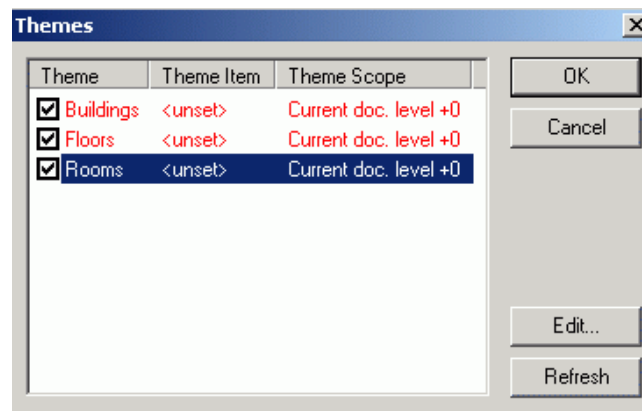 Themes
Theme Theme Item Theme Scope
Buildings <unset> Current doc. level +0
Floors <unset> Current doc. level +0
Rooms <unset> Current doc. level +0
OK
Cancel
Edit...
Refresh